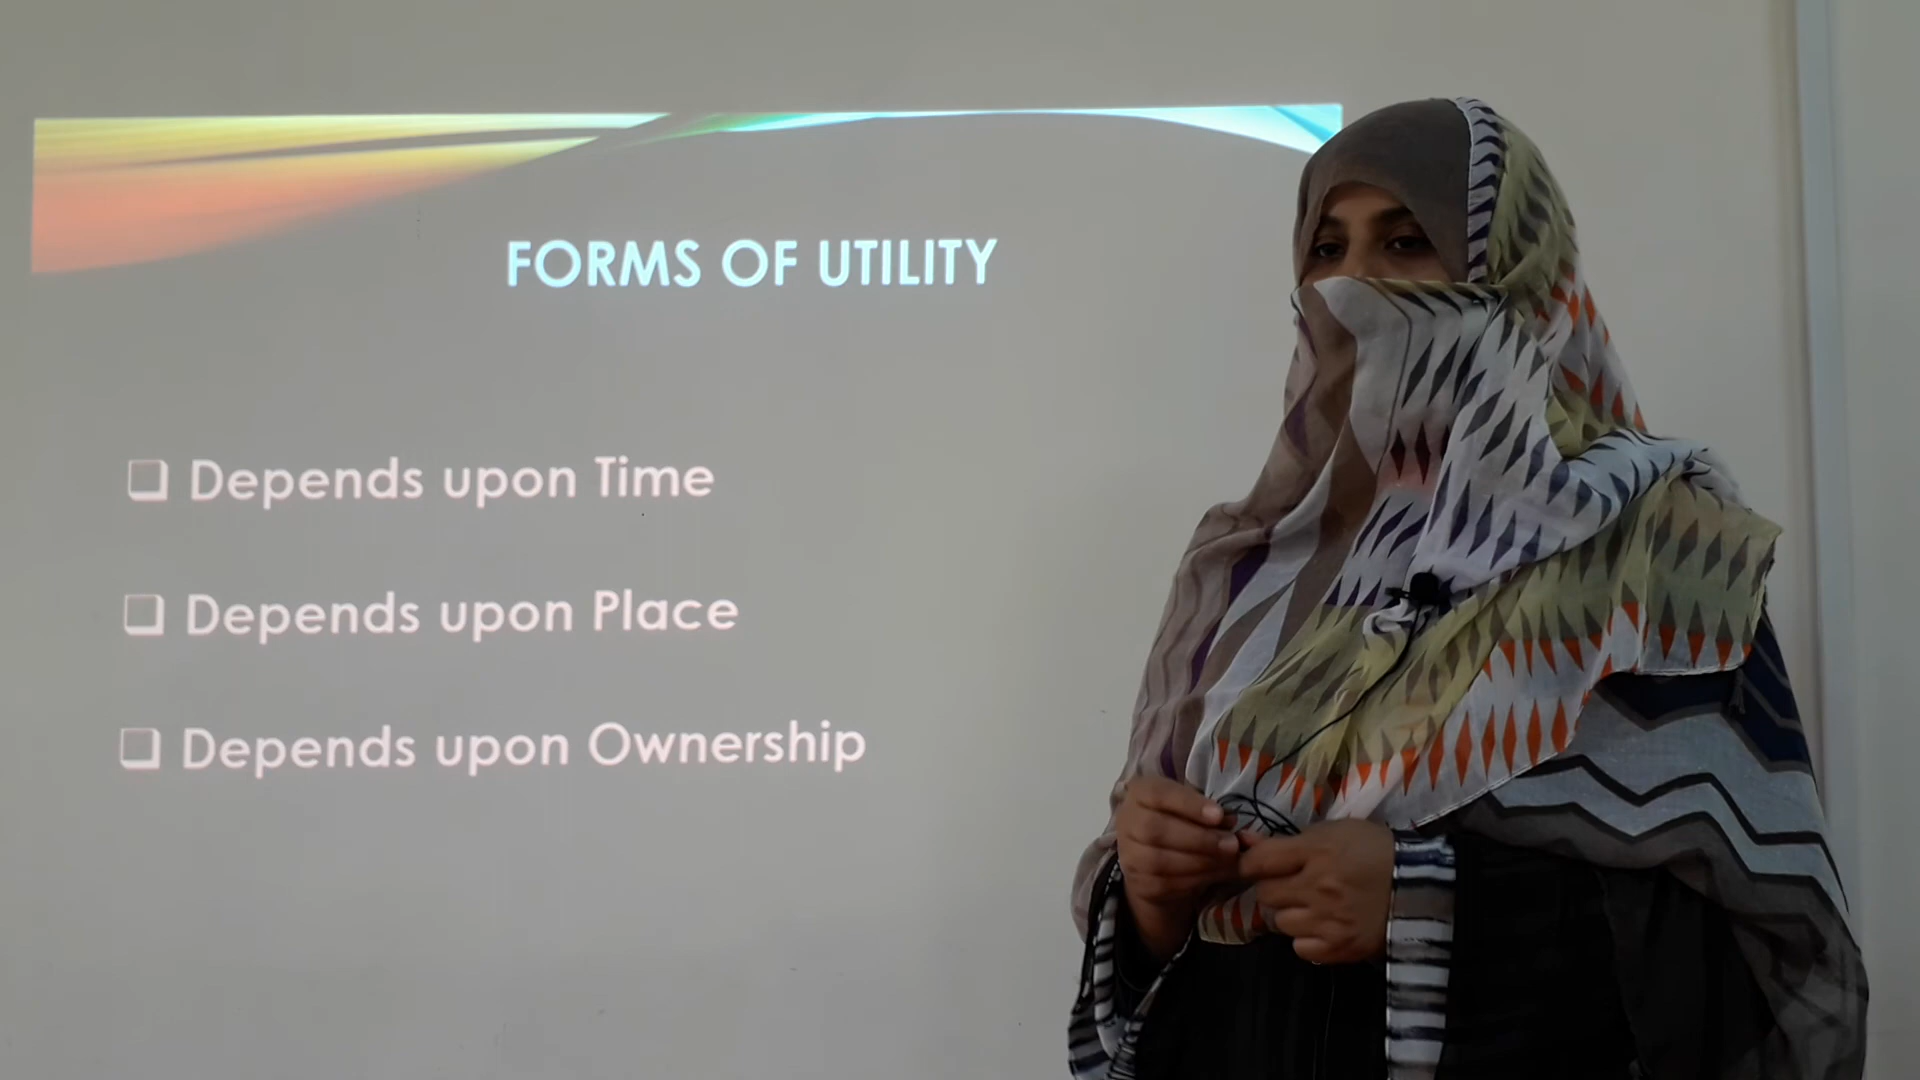 FORMS OF UTILITY
Depends upon Time
Depends upon Place
Depends upon Ownership